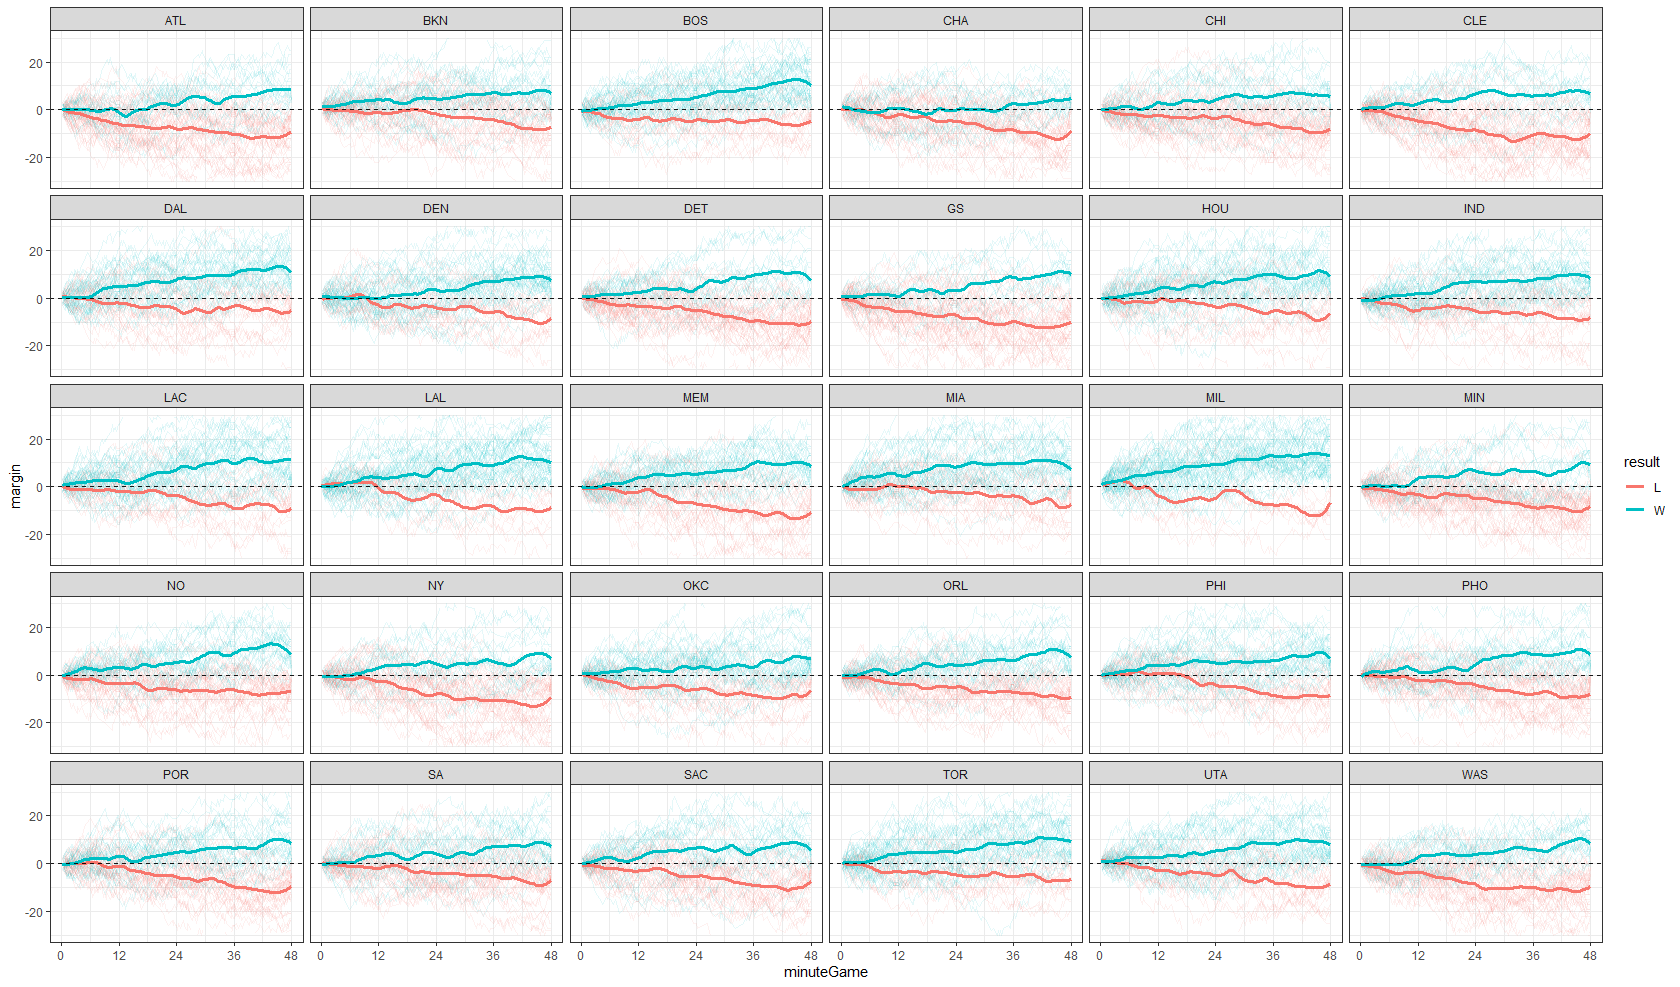 ATL BKN BOS CHA CHI CLE
20
0
-20
DAL DEN DET GS HOU IND
20
0
-20
LAC LAL MEM MIA MIL MIN
20
0
-20
NO NY OKC ORL PHI PHO
20
0
-20
POR SA SAC TOR UTA WAS
20
0
-20
0 12 24 36 48 0 12 24 36 48 0 12 24 36 48 0 12 24 36 48 0 12 24 36 48 0 12 24 36 48
minuteGame
margin
result
L
W